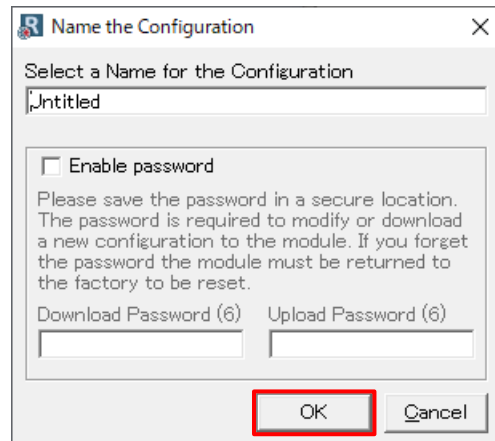 Name the Configuration
Select a Name for the Configuration
Untitled
Enable password
Please save the password in a secure location.
The password is required to modify or download
a new configuration to the module. If you forget
the password the module must be returned to
the factory to be reset.
Download Password (6) Upload Password (6)
OK Cancel